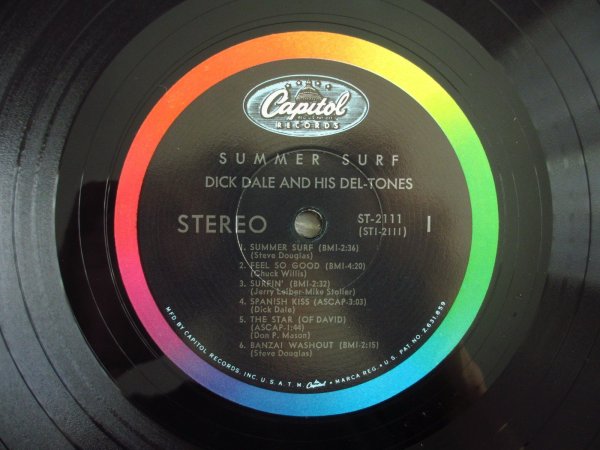 Capitol
RECORDS
SUMMER SURF
DICK DALE AND HIS DEL-TONES
STEREO
ST-2111
(ST1-2111)
1
1. SUMMER SURF (BMI-2:36)
(Steve Douglas)
2. FEEL SO GOOD (BMI-4:20)
(Chuck Willis)
3. SURFIN' (BMI-2:32)
(Jerry Leiber-Mike Stoller)
4. SPANISH KISS (ASCAP-3:03)
(Dick Dale)
5. THE STAR (OF DAVID)
(ASCAP-1:44)
(Don P. Mason)
6. BANZAI WASHOUT (BMI-2:15)
(Steve Douglas)
MFD. BY CAPITOL RECORDS, INC. U.S.A. T.M. Capitol MARCA REG. • U.S. PAT. NO. 2,631,859